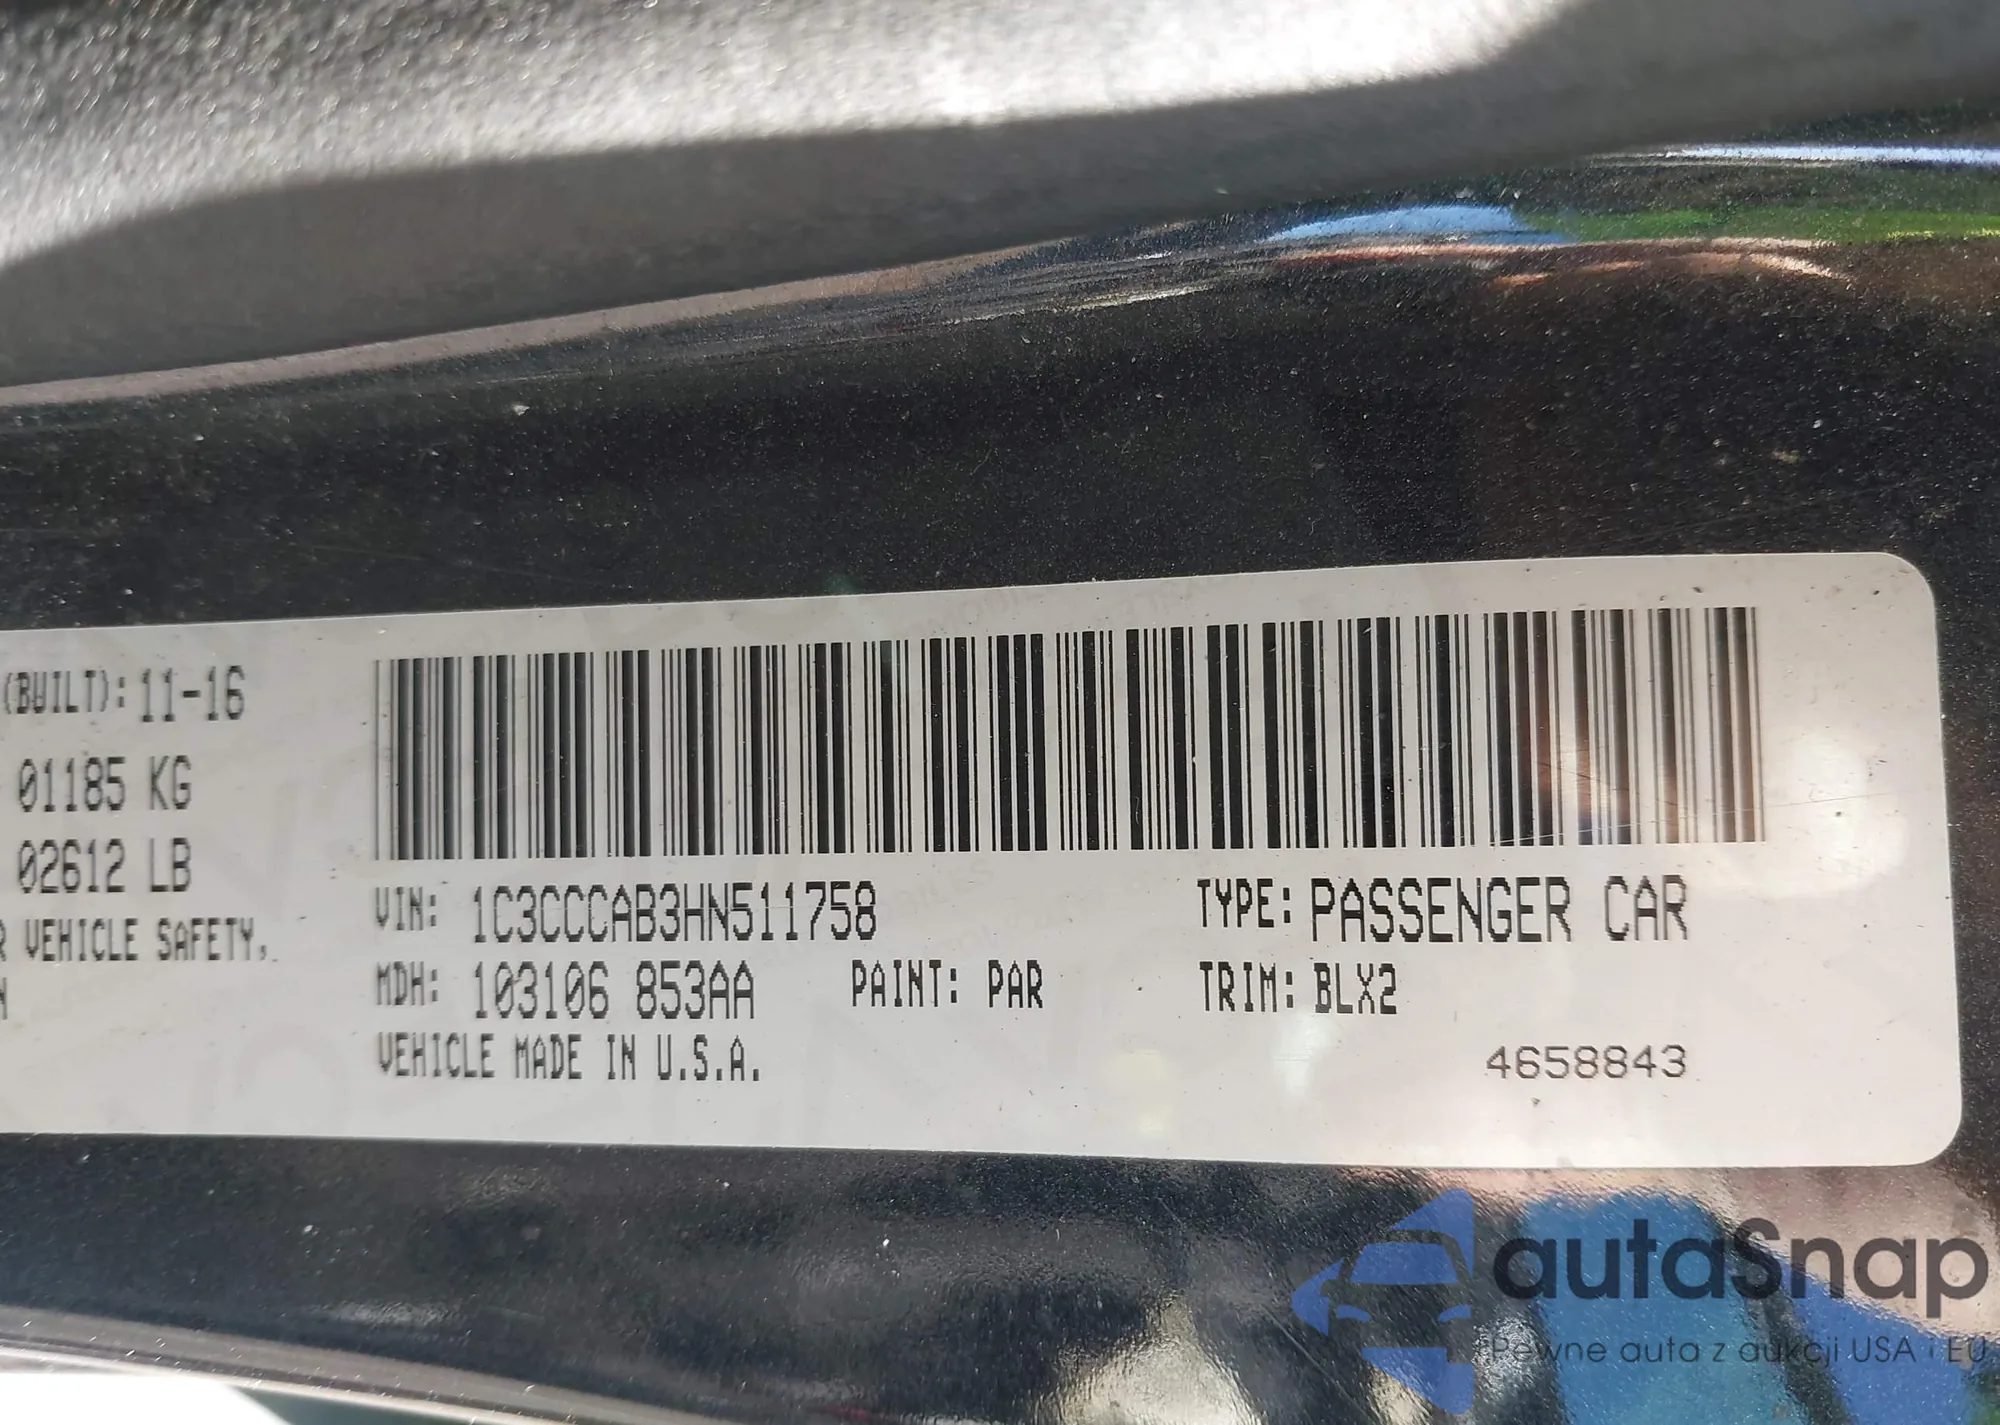 (BUILT): 11-16
01185 KG
02612 LB
R VEHICLE SAFETY,
VIN: 1C3CCCAB3HN511758
TYPE: PASSENGER CAR
MDH: 103106 853AA
PAINT: PAR
TRIM: BLX2
VEHICLE MADE IN U.S.A.
4658843
autaSnap
Pewne auta z aukcji USA i EU